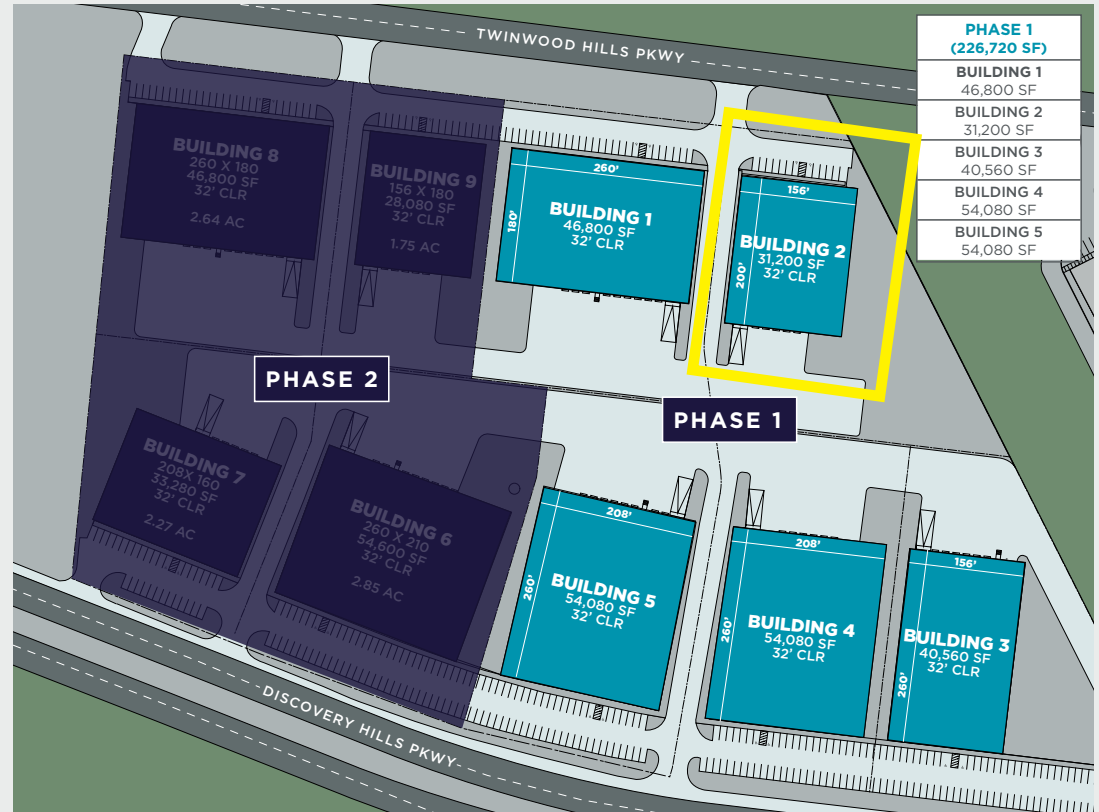 TWINWOOD HILLS PKWY
PHASE 1
(226,720 SF)
BUILDING 1
46,800 SF
BUILDING 2
31,200 SF
BUILDING 3
40,560 SF
BUILDING 4
54,080 SF
BUILDING 5
54,080 SF
BUILDING 8
260 X 180
46,800 SF
32' CLR
2.64 AC
BUILDING 9
156 X 180
28,080 SF
32' CLR
1.75 AC
260'
180'
BUILDING 1
46,800 SF
32' CLR
156'
200'
BUILDING 2
31,200 SF
32' CLR
PHASE 2
PHASE 1
BUILDING 7
208X 160
33,280 SF
32' CLR
2.27 AC
BUILDING 6
260 X 210
54,600 SF
32' CLR
2.85 AC
208'
260'
BUILDING 5
54,080 SF
32' CLR
208'
260'
BUILDING 4
54,080 SF
32' CLR
156'
260'
BUILDING 3
40,560 SF
32' CLR
DISCOVERY HILLS PKWY